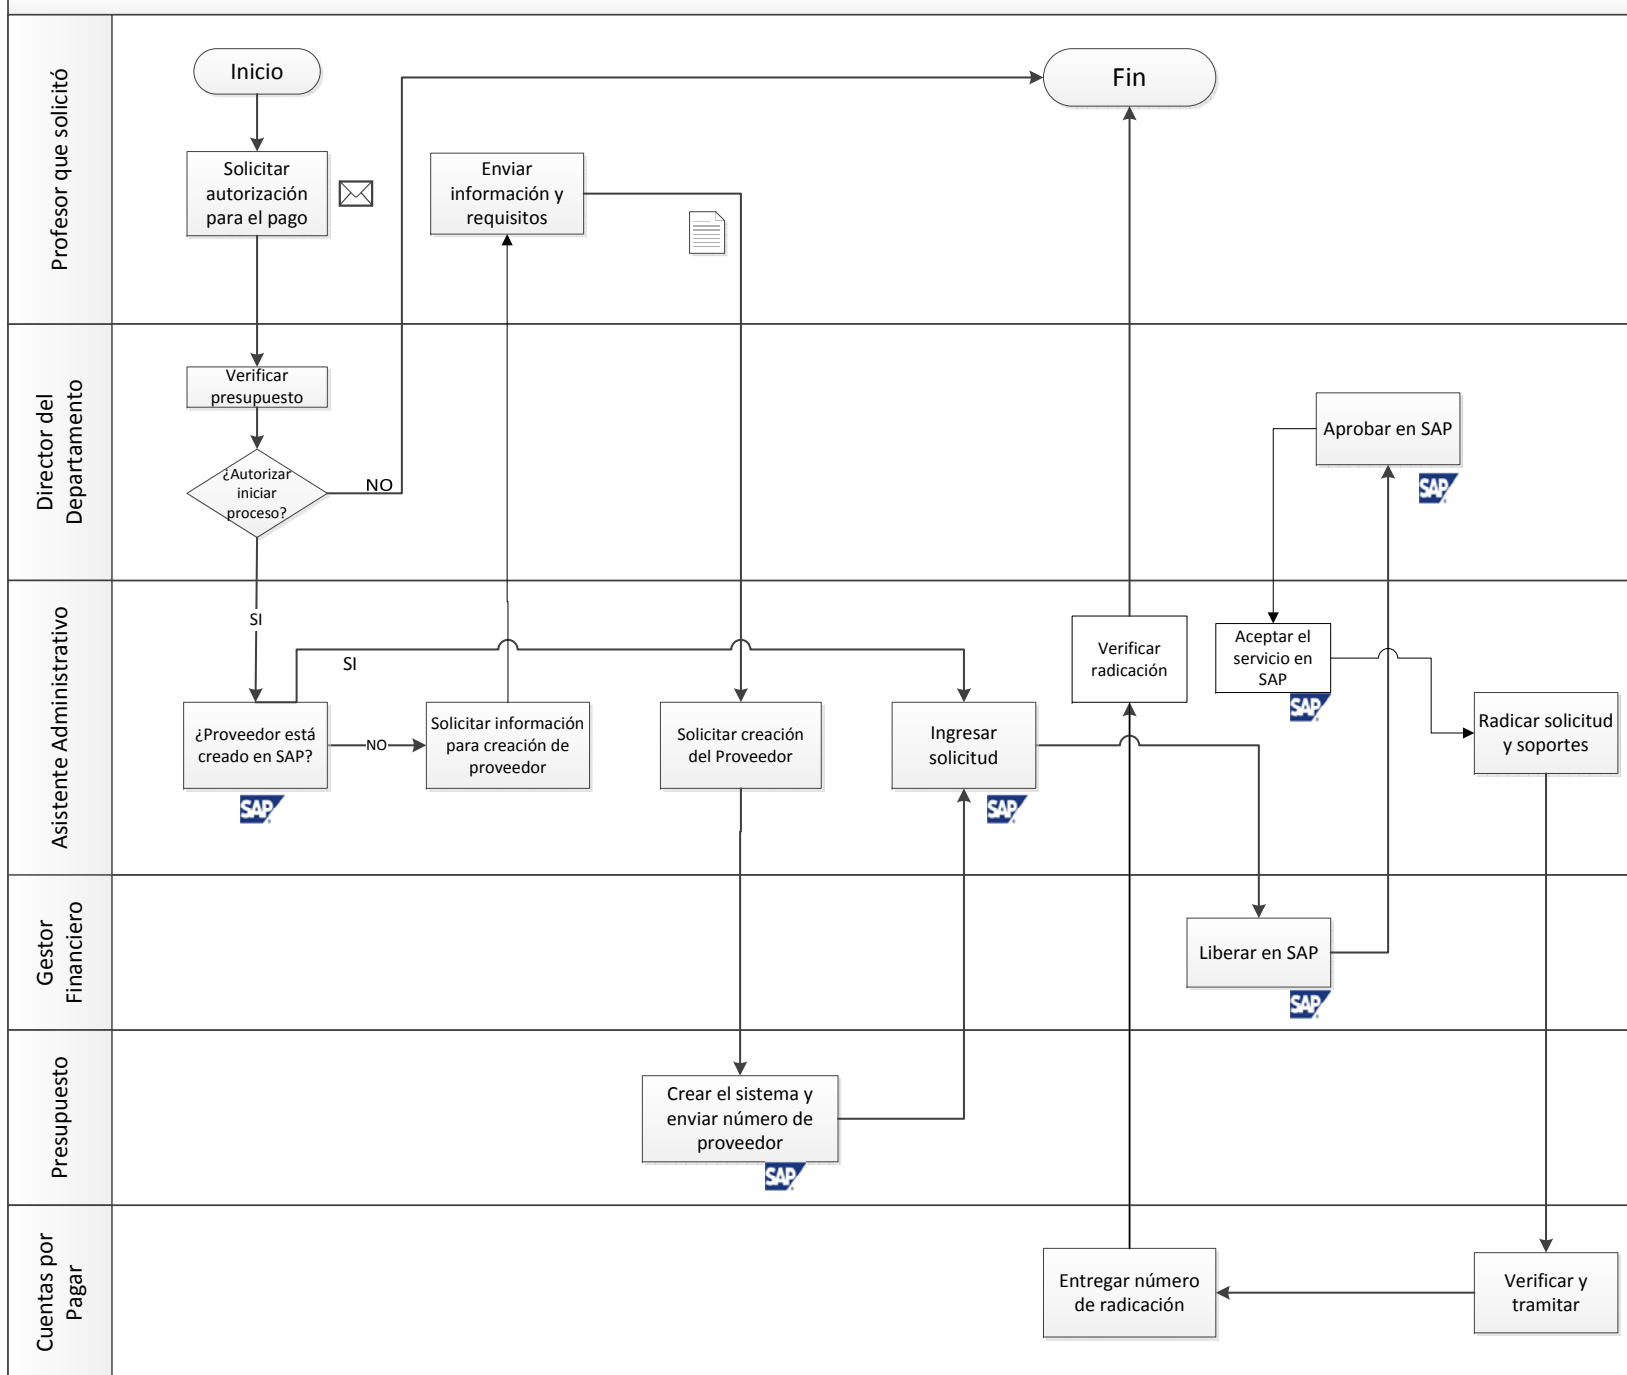 Profesor que solicitó
Inicio
Fin
Solicitar
autorización
para el pago
Enviar
información y
requisitos
Director del
Departamento
Verificar
presupuesto
¿Autorizar
iniciar
proceso?
NO
Aprobar en SAP
SAP
Asistente Administrativo
SI
SI
¿Proveedor está
creado en SAP?
SAP
NO
Solicitar información
para creación de
proveedor
Solicitar creación
del Proveedor
Ingresar
solicitud
SAP
Verificar
radicación
Aceptar el
servicio en
SAP
SAP
Radicar solicitud
y soportes
Gestor
Financiero
Liberar en SAP
SAP
Presupuesto
Crear el sistema y
enviar número de
proveedor
SAP
Cuentas por
Pagar
Entregar número
de radicación
Verificar y
tramitar